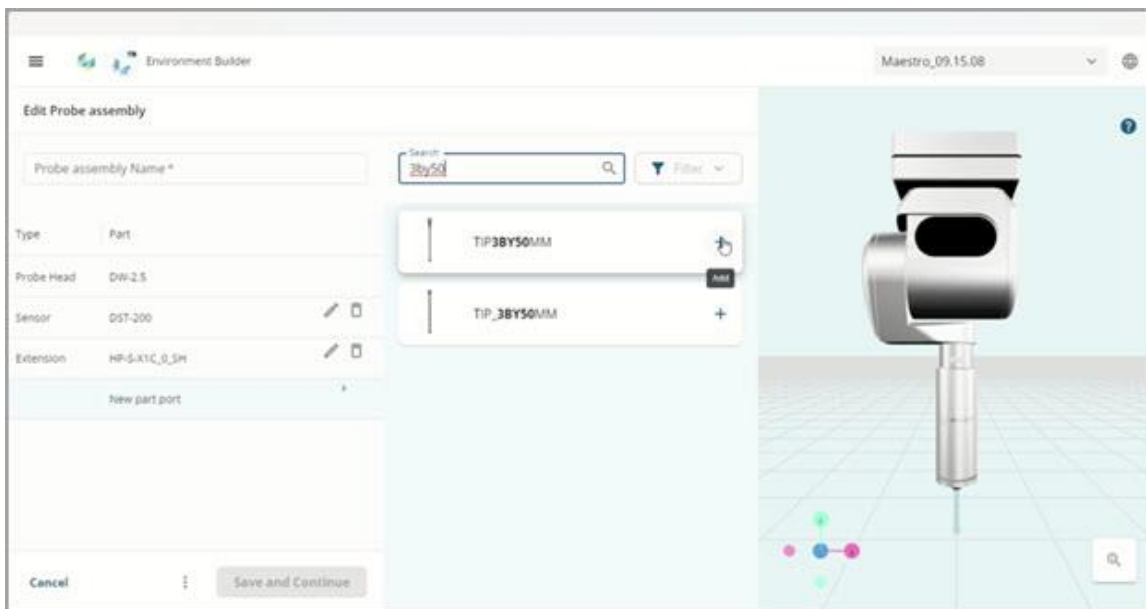 Environment Builder
Maestro_09.15.08
Edit Probe assembly
Probe assembly Name *
Search
3by50
Filter
Type Part
Probe Head DW-2.5
Sensor DST-200
Extension HP-S-X1C_0_SH
New part port
TIP3BY50MM
Add
TIP_3BY50MM
Cancel
Save and Continue
?